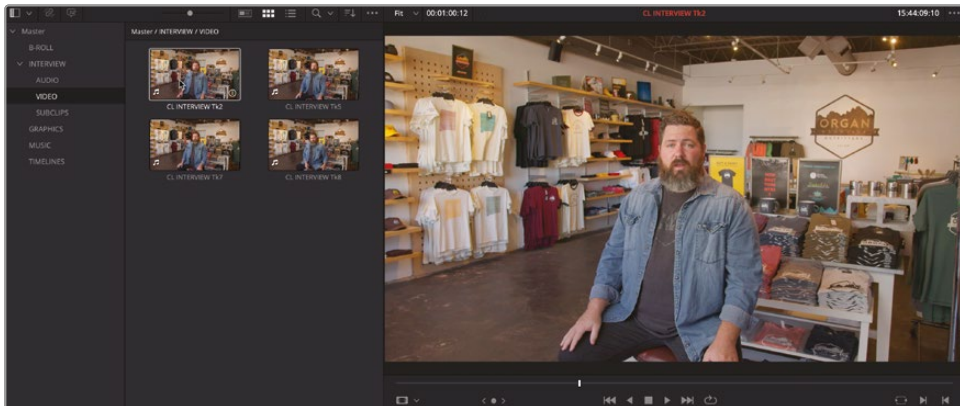 Fit
00:01:00:12
CL INTERVIEW Tk2
15:44:09:10
Master
Master / INTERVIEW / VIDEO
B-ROLL
INTERVIEW
AUDIO
VIDEO
SUBCLIPS
GRAPHICS
MUSIC
TIMELINES
CL INTERVIEW Tk2
CL INTERVIEW Tk5
CL INTERVIEW Tk7
CL INTERVIEW Tk8
ORGAN